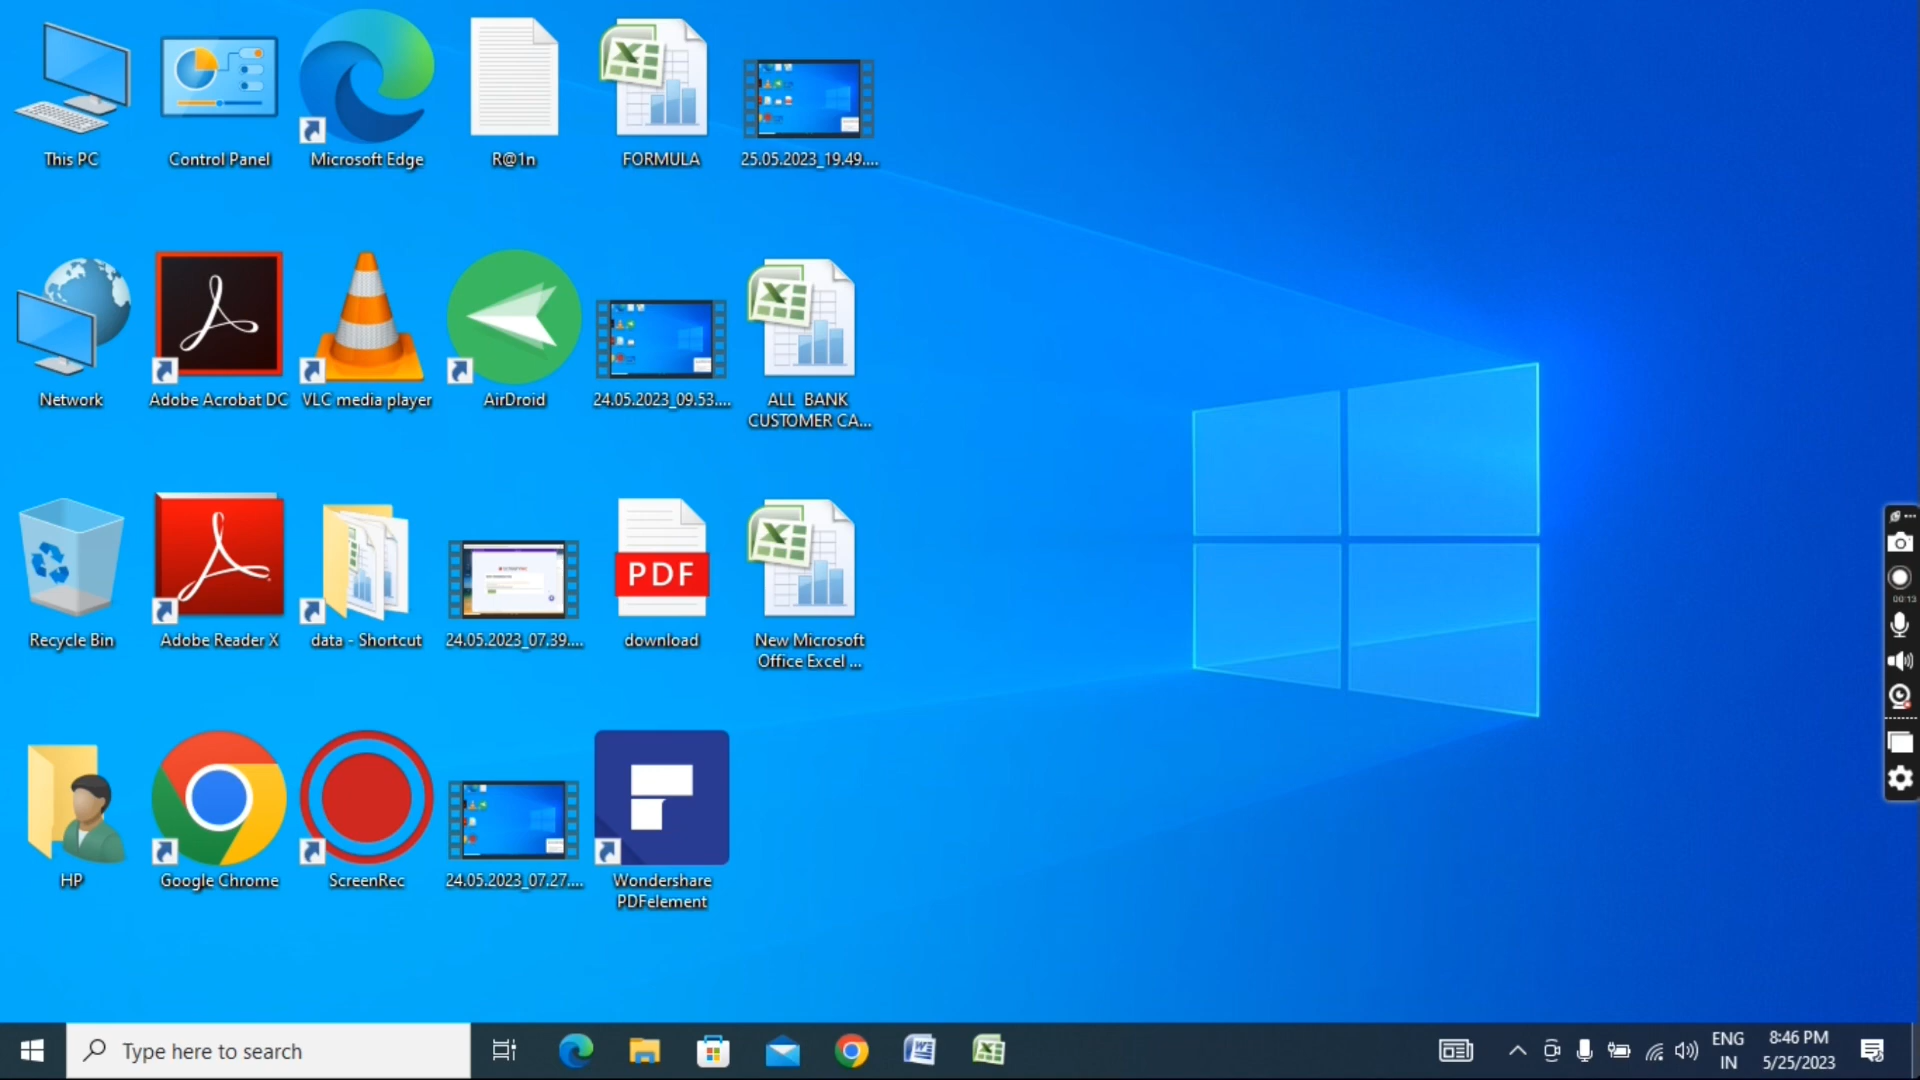 This PC
Control Panel
Microsoft Edge
R@1n
FORMULA
25.05.2023_19.49....
Network
Adobe Acrobat DC
VLC media player
AirDroid
24.05.2023_09.53....
ALL BANK
CUSTOMER CA...
Recycle Bin
Adobe Reader X
data - Shortcut
24.05.2023_07.39....
PDF
download
New Microsoft
Office Excel ...
HP
Google Chrome
ScreenRec
24.05.2023_07.27....
Wondershare
PDFelement
00:13
Type here to search
ENG
IN
8:46 PM
5/25/2023